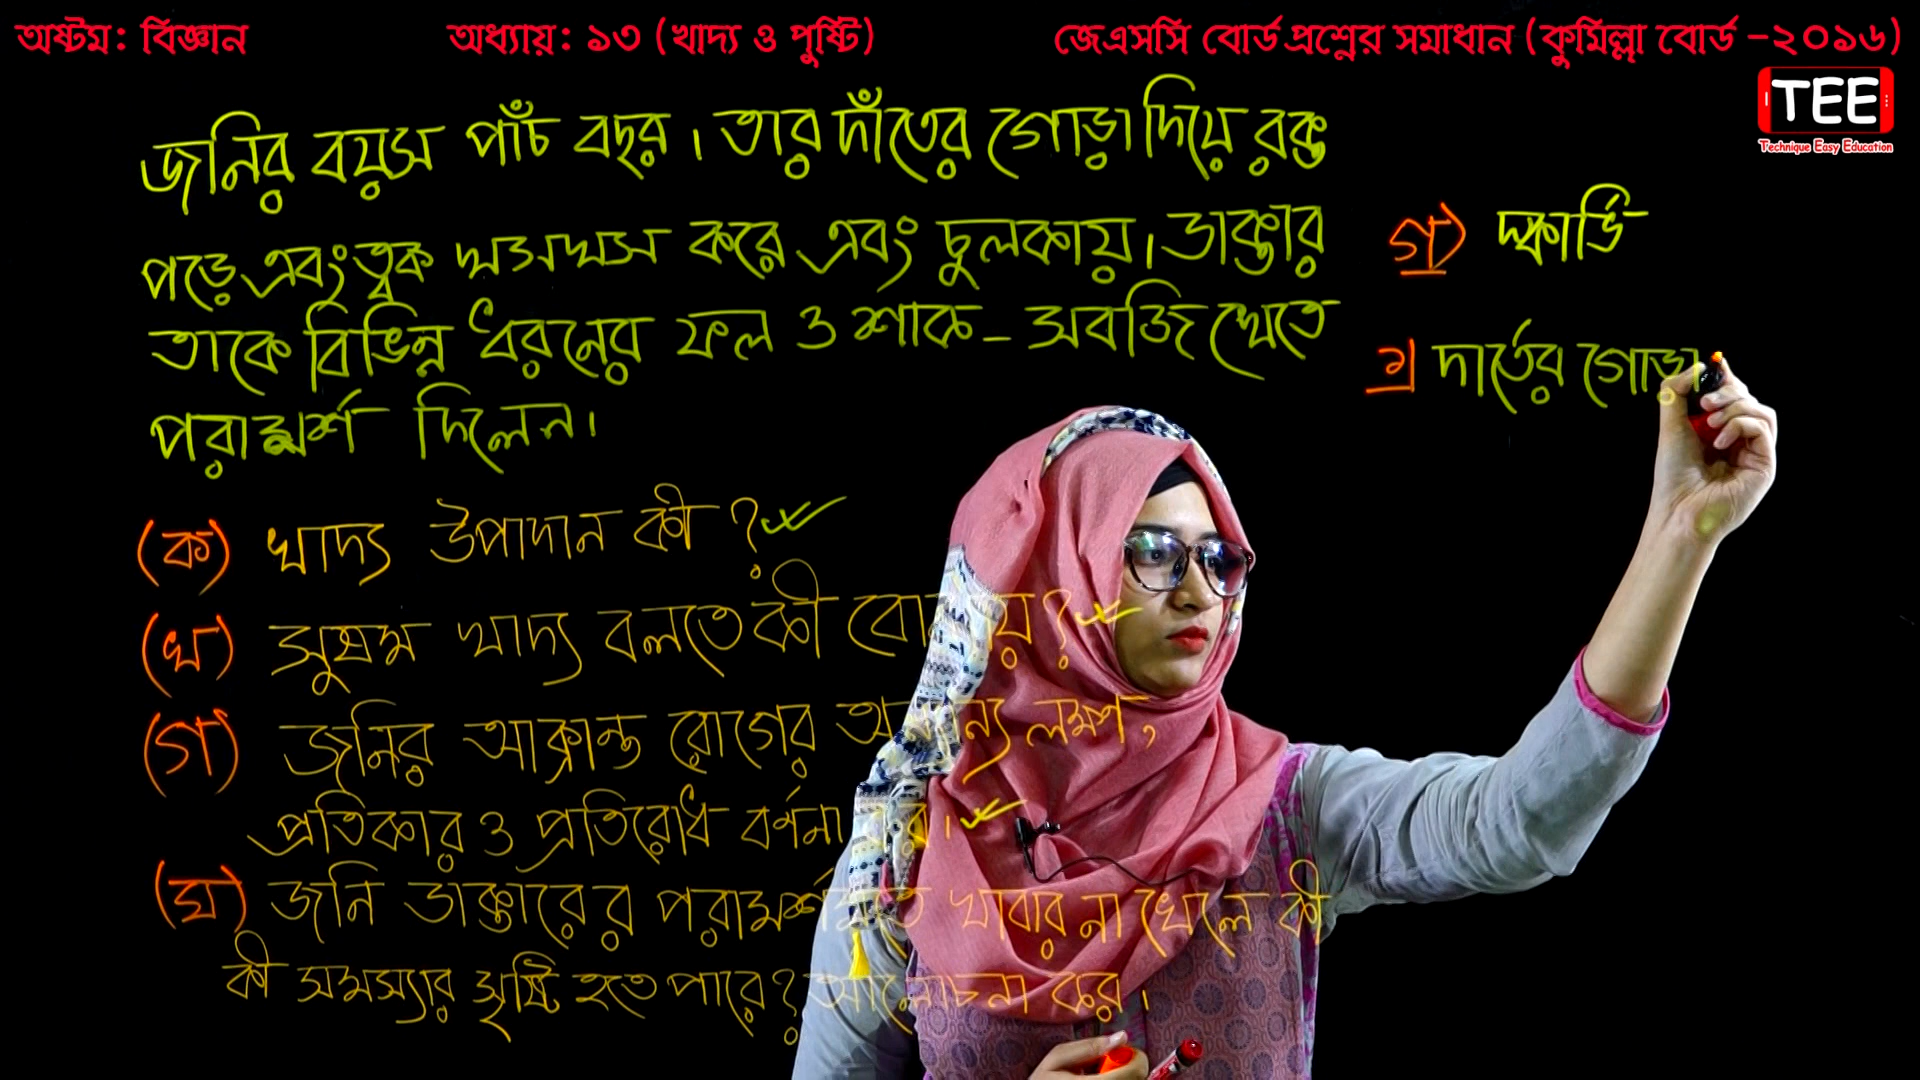 অষ্টম: বিজ্ঞান
অধ্যায়: ১৩ (খাদ্য ও পুষ্টি)
জেএসসি বোর্ড প্রশ্নের সমাধান (কুমিল্লা বোর্ড -২০১৬)
TEE
Technique Easy Education
জনির বয়স পাঁচ বছর। তার দাঁতের গোড়া দিয়ে রক্ত
পড়ে এবং ত্বক খসখস করে এবং চুলকায়। ডাক্তার
তাকে বিভিন্ন ধরনের ফল ও শাক-সবজি খেতে
পরামর্শ দিলেন।
(ক) খাদ্য উপাদান কী?
(খ) সুষম খাদ্য বলতে কী বোঝায়?
(গ) জনির আক্রান্ত রোগের অন্যান্য লক্ষণ,
প্রতিকার ও প্রতিরোধ বর্ণনা কর।
(ঘ) জনি ডাক্তারের পরামর্শ মতে খাবার না খেলে কী
কী সমস্যার সৃষ্টি হতে পারে? আলোচনা কর।
গ) স্কার্ভি
দাতের গোড়া